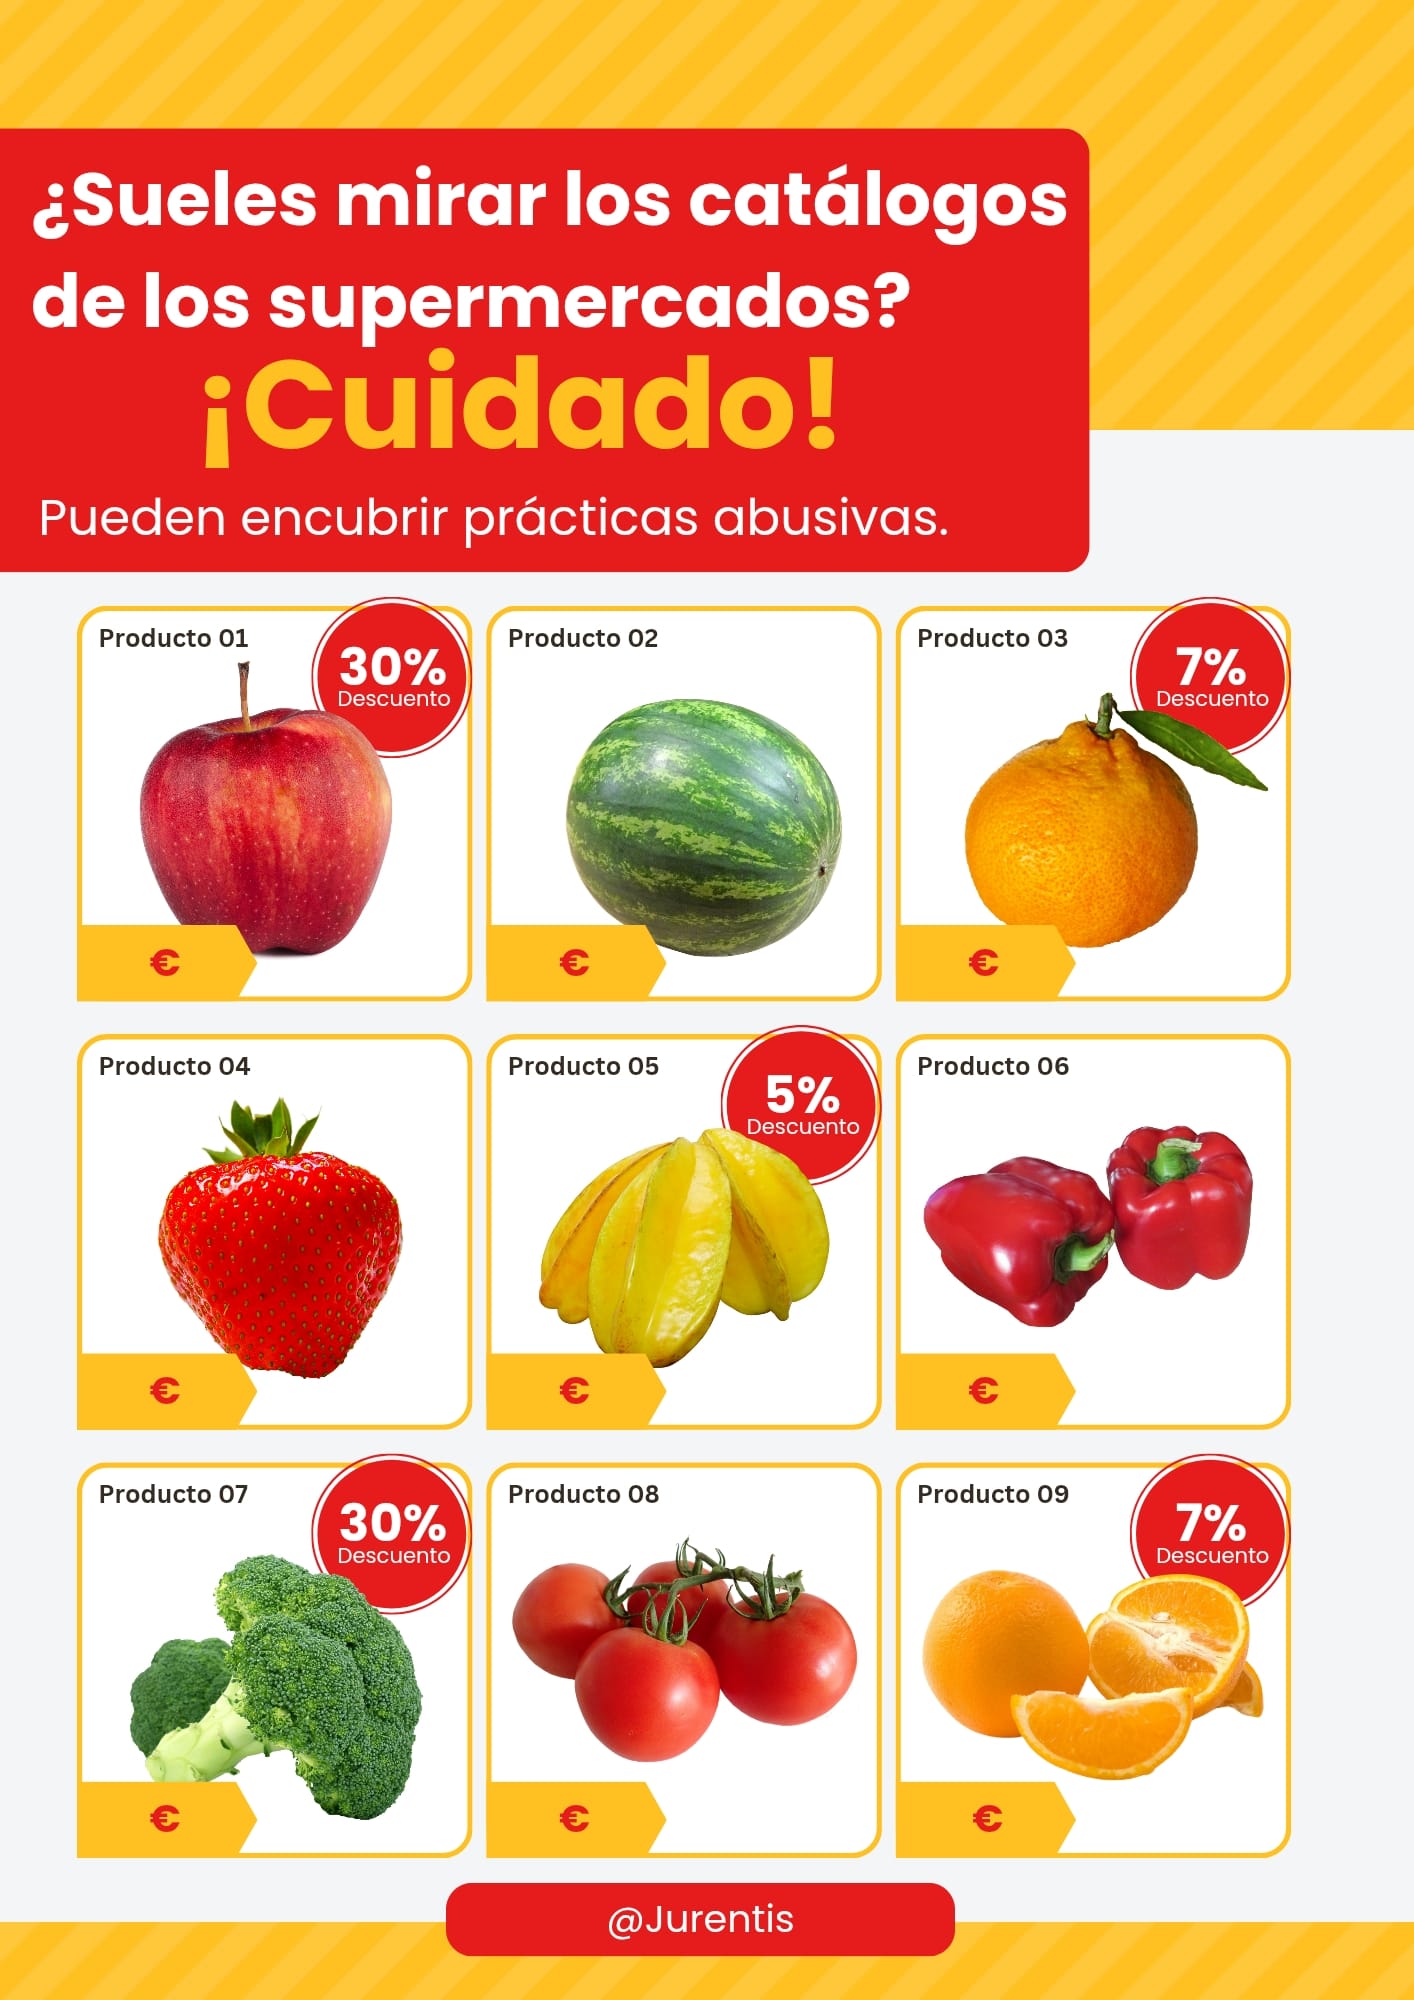 ¿Sueles mirar los catálogos
de los supermercados?
¡Cuidado!
Pueden encubrir prácticas abusivas.
Producto 01
30%
Descuento
€
Producto 02
€
Producto 03
7%
Descuento
€
Producto 04
€
Producto 05
5%
Descuento
€
Producto 06
€
Producto 07
30%
Descuento
€
Producto 08
€
Producto 09
7%
Descuento
€
@Jurentis